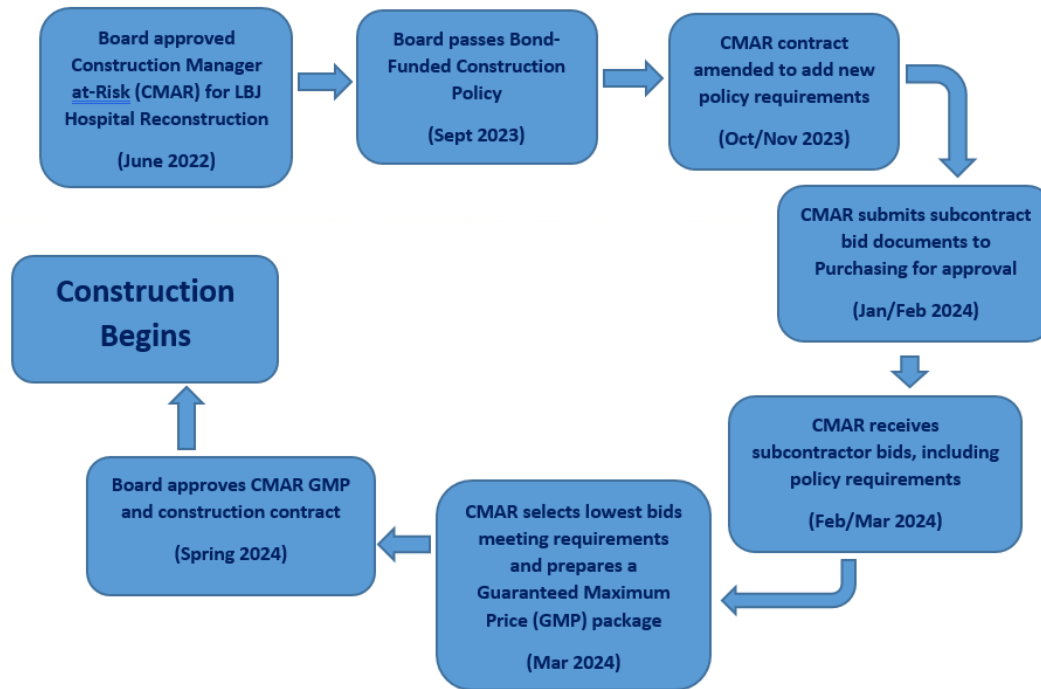 Board approved
Construction Manager
at-Risk (CMAR) for LBJ
Hospital Reconstruction
(June 2022)
Board passes Bond-
Funded Construction
Policy
(Sept 2023)
CMAR contract
amended to add new
policy requirements
(Oct/Nov 2023)
CMAR submits subcontract
bid documents to
Purchasing for approval
(Jan/Feb 2024)
CMAR receives
subcontractor bids, including
policy requirements
(Feb/Mar 2024)
CMAR selects lowest bids
meeting requirements
and prepares a
Guaranteed Maximum
Price (GMP) package
(Mar 2024)
Board approves CMAR GMP
and construction contract
(Spring 2024)
Construction
Begins